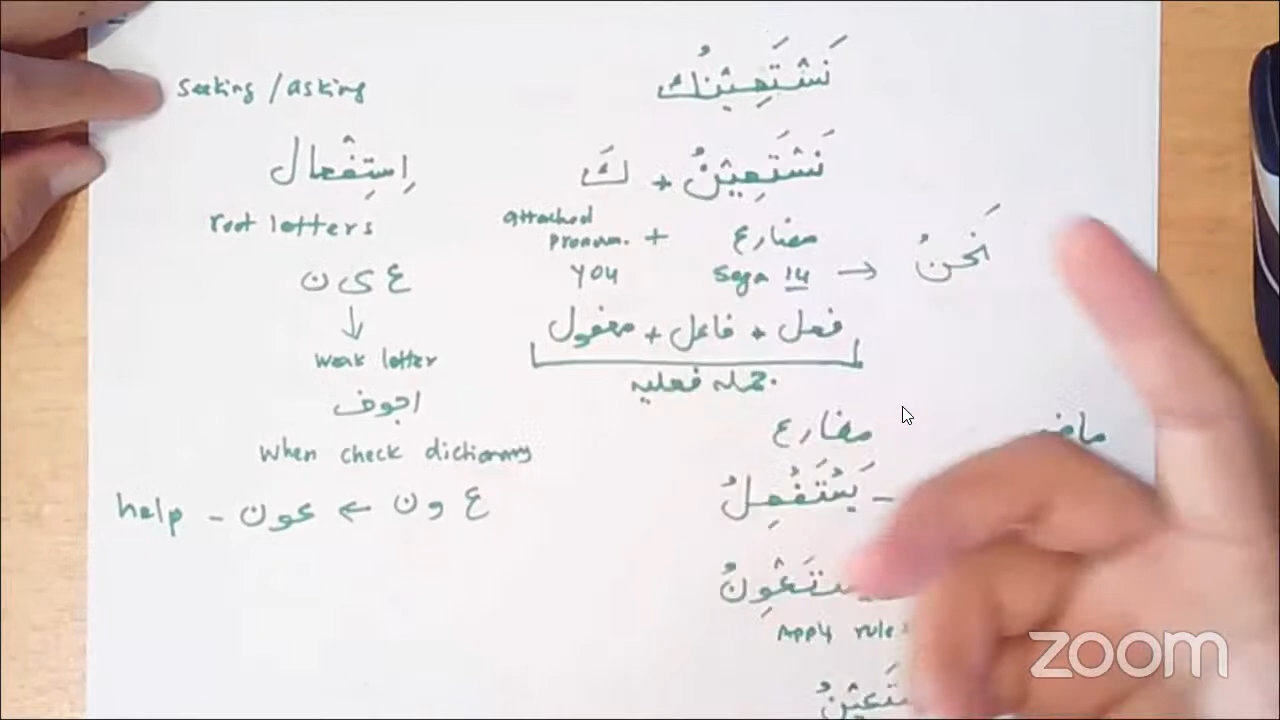 seeking / asking
نَسْتَعِيْنُكَ
اِسْتِفْعَال
نَسْتَعِيْنُ + كَ
root letters
attached pronoun. + مضارع
you
Sega 14 → نَحْنُ
ع ى ن
فعل + فاعل + مفعول
weak letter
جمله فعليه
اجوف
مضارع
when check dictionary
يَسْتَفْعِلُ -
ع و ن ← عون - help
يَسْتَعْوِنُ
Apply rule
zoom